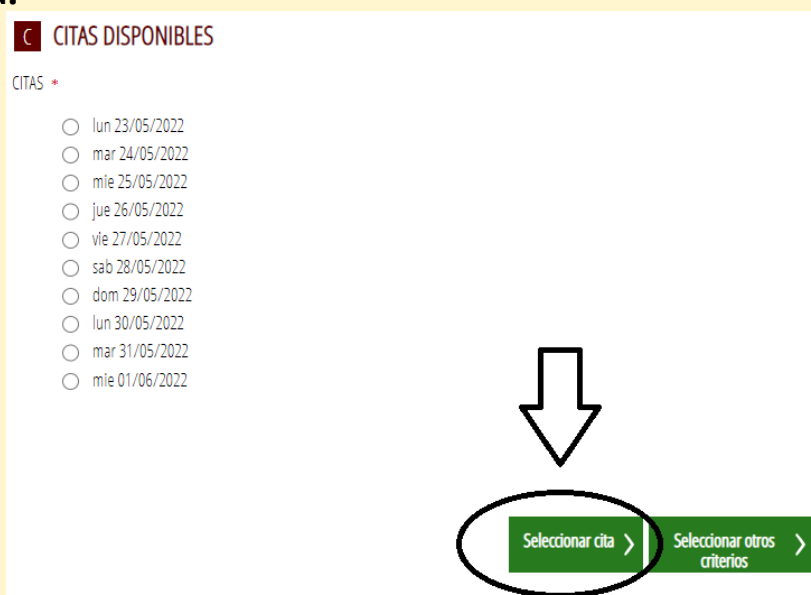 C CITAS DISPONIBLES
CITAS *
lun 23/05/2022
mar 24/05/2022
mie 25/05/2022
jue 26/05/2022
vie 27/05/2022
sab 28/05/2022
dom 29/05/2022
lun 30/05/2022
mar 31/05/2022
mie 01/06/2022
Seleccionar cita
Seleccionar otros
criterios